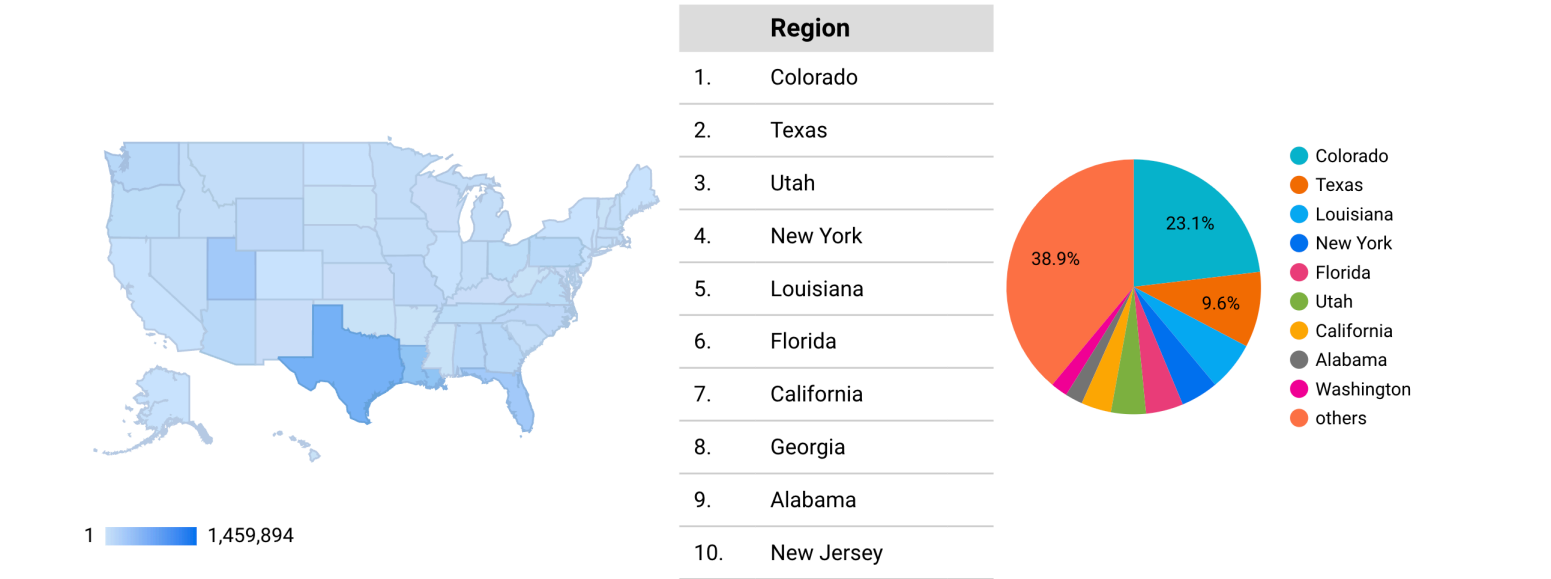 Region
1. Colorado
2. Texas
3. Utah
4. New York
5. Louisiana
6. Florida
7. California
8. Georgia
9. Alabama
10. New Jersey
1 1,459,894
23.1%
9.6%
38.9%
Colorado
Texas
Louisiana
New York
Florida
Utah
California
Alabama
Washington
others